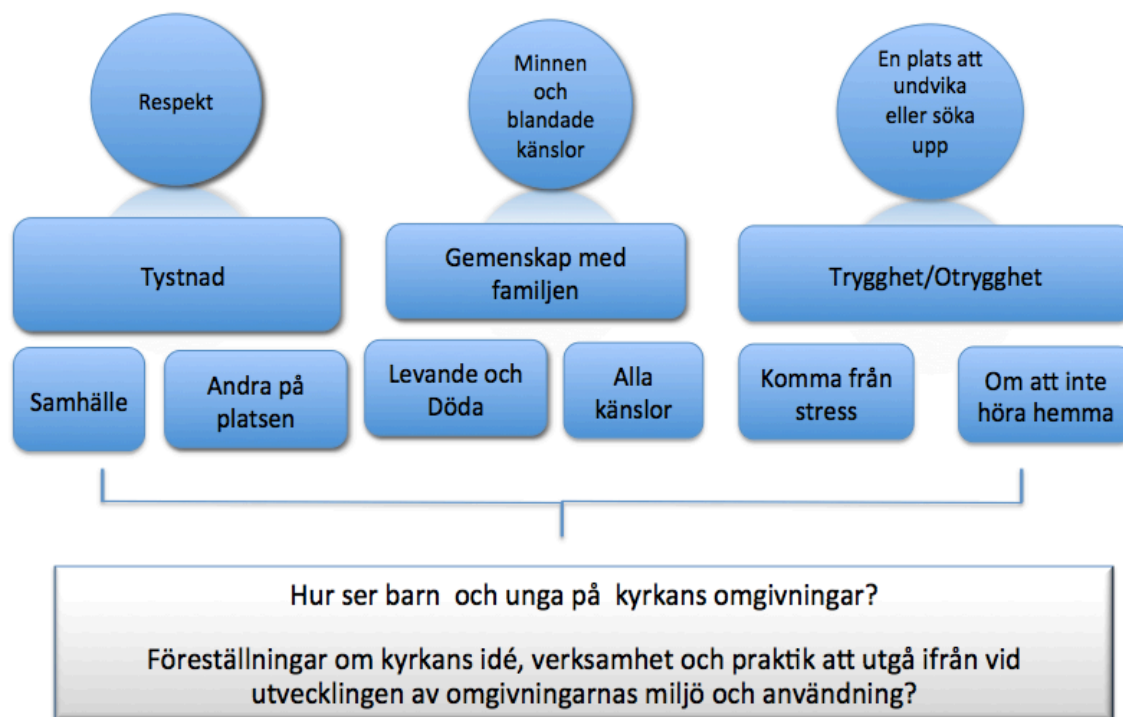 Respekt
Minnen
och
blandade
känslor
En plats att
undvika
eller söka
upp
Tystnad
Gemenskap med
familjen
Trygghet/Otrygghet
Samhälle
Andra på
platsen
Levande och
Döda
Alla
känslor
Komma från
stress
Om att inte
höra hemma
Hur ser barn och unga på kyrkans omgivningar?
Föreställningar om kyrkans idé, verksamhet och praktik att utgå ifrån vid
utvecklingen av omgivningarnas miljö och användning?